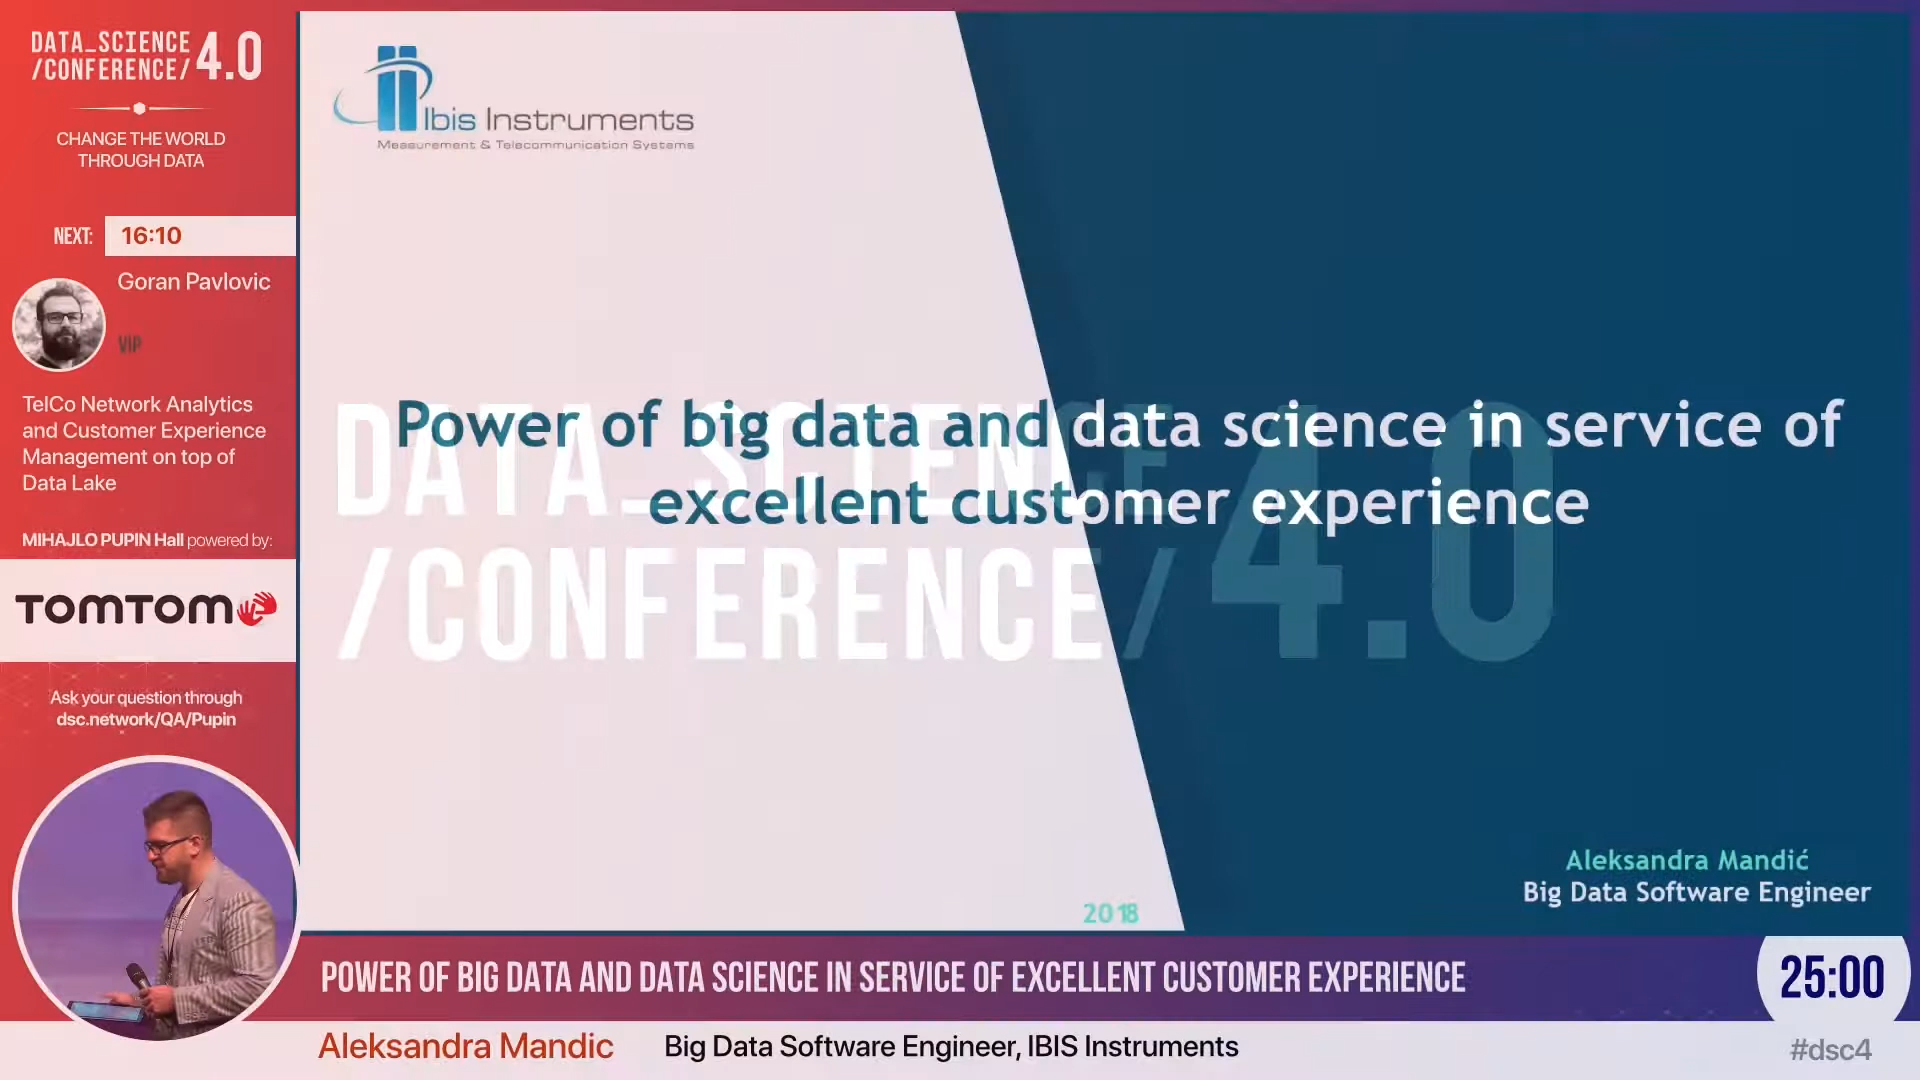 DATA_SCIENCE
/CONFERENCE/ 4.0
CHANGE THE WORLD
THROUGH DATA
NEXT: 16:10
Goran Pavlovic
VIP
TelCo Network Analytics
and Customer Experience
Management on top of
Data Lake
MIHAJLO PUPIN Hall powered by:
TOMTOM
Ask your question through
dsc.network/QA/Pupin
Ibis Instruments
Measurement & Telecommunication Systems
Power of big data and data science in service of
excellent customer experience
DATA_SCIENCE
/CONFERENCE/ 4.0
Aleksandra Mandić
Big Data Software Engineer
2018
POWER OF BIG DATA AND DATA SCIENCE IN SERVICE OF EXCELLENT CUSTOMER EXPERIENCE
25:00
Aleksandra Mandic Big Data Software Engineer, IBIS Instruments
#dsc4